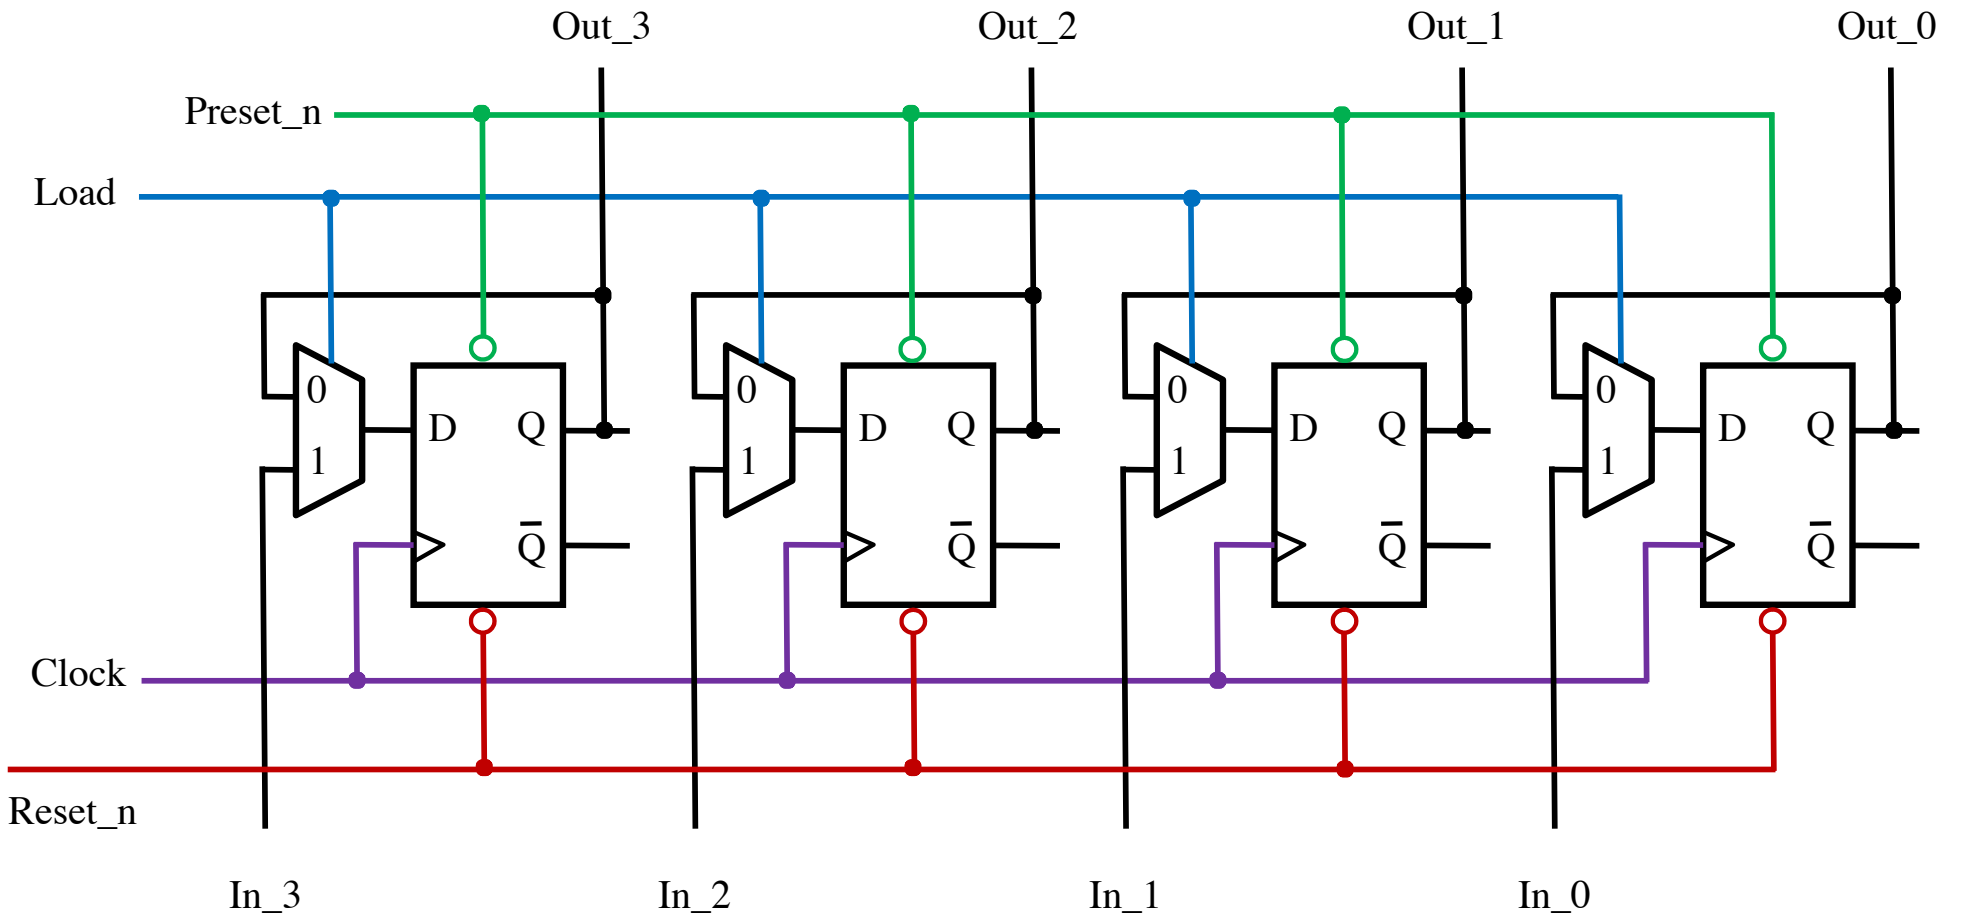 Out_3 Out_2 Out_1 Out_0
Preset_n
Load
0 0 0 0
D Q D Q D Q D Q
1 1 1 1
Q̅ Q̅ Q̅ Q̅
Clock
Reset_n
In_3 In_2 In_1 In_0